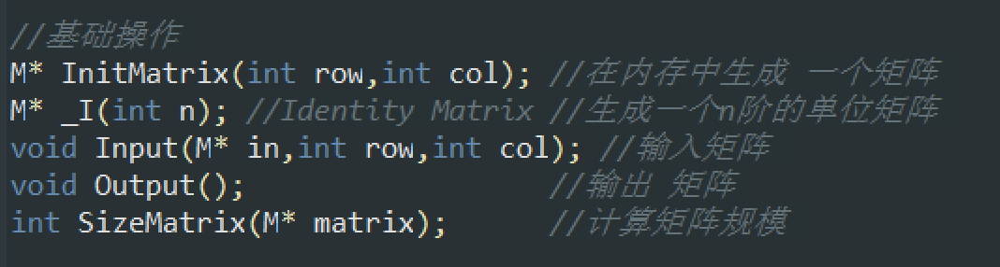 //基础操作
M* InitMatrix(int row,int col); //在内存中生成 一个矩阵
M* _I(int n); //Identity Matrix //生成一个n阶的单位矩阵
void Input(M* in,int row,int col); //输入矩阵
void Output(); //输出 矩阵
int SizeMatrix(M* matrix); //计算矩阵规模